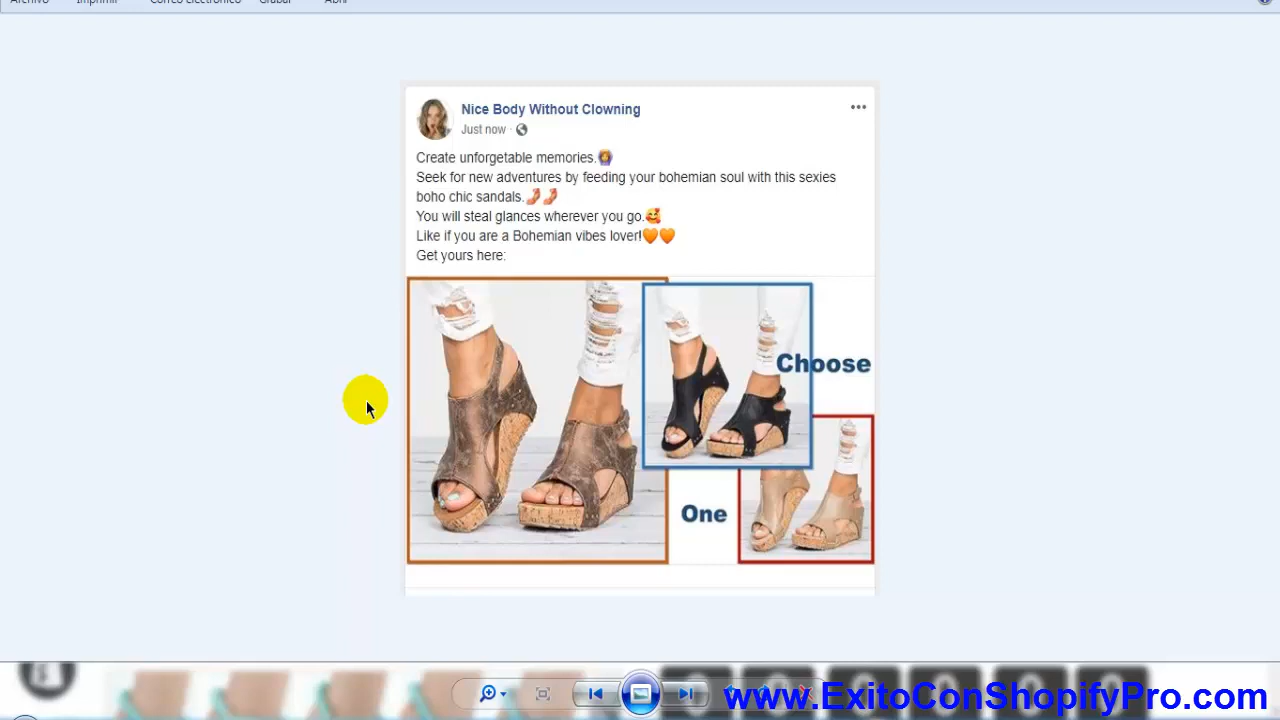 Archivo Imprimir Correo electrónico Grabar Abrir
Nice Body Without Clowning
Just now ·
Create unforgetable memories.🙆
Seek for new adventures by feeding your bohemian soul with this sexies
boho chic sandals.
You will steal glances wherever you go.🥰
Like if you are a Bohemian vibes lover!🧡🧡
Get yours here:
Choose
One
www.ExitoConShopifyPro.com